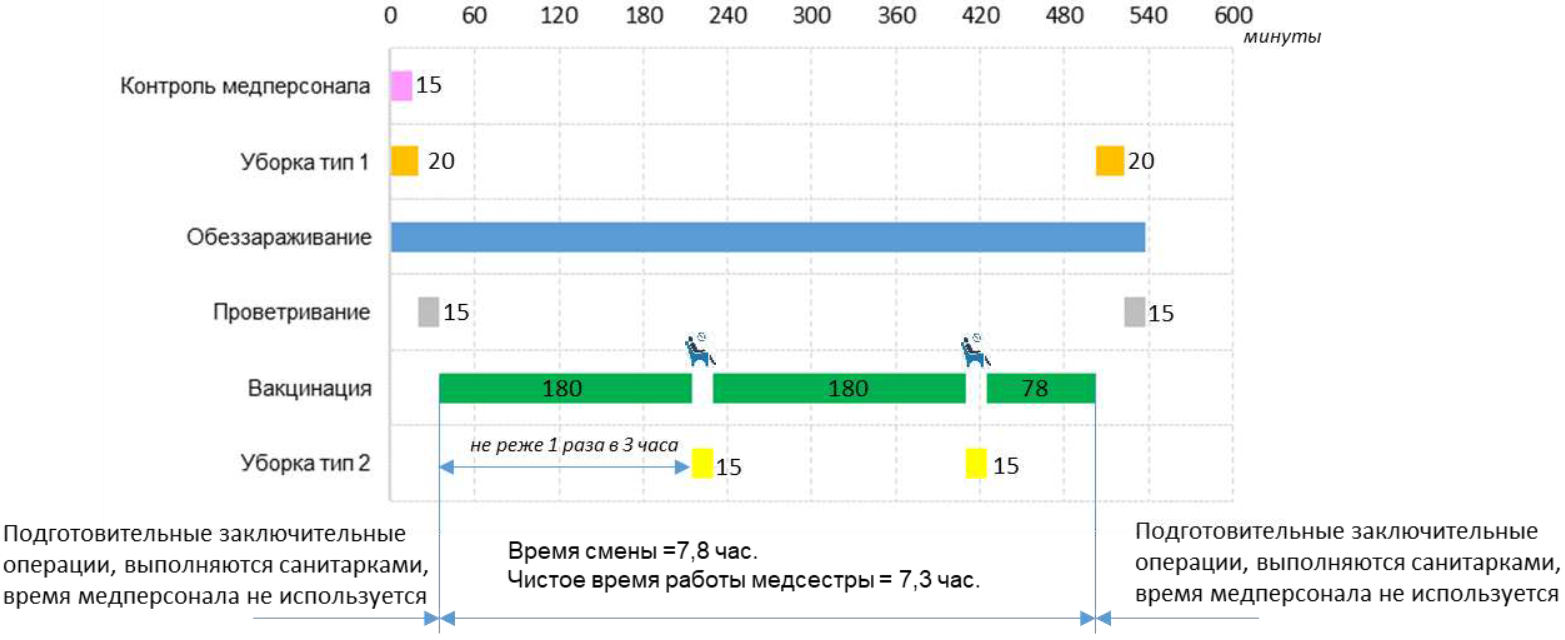 0 60 120 180 240 300 360 420 480 540 600
минуты
Контроль медперсонала 15
Уборка тип 1 20 20
Обеззараживание
Проветривание 15 15
Вакцинация 180 180 78
не реже 1 раза в 3 часа
Уборка тип 2 15 15
Подготовительные заключительные
операции, выполняются санитарками,
время медперсонала не используется
Время смены =7,8 час.
Чистое время работы медсестры = 7,3 час.
Подготовительные заключительные
операции, выполняются санитарками,
время медперсонала не используется